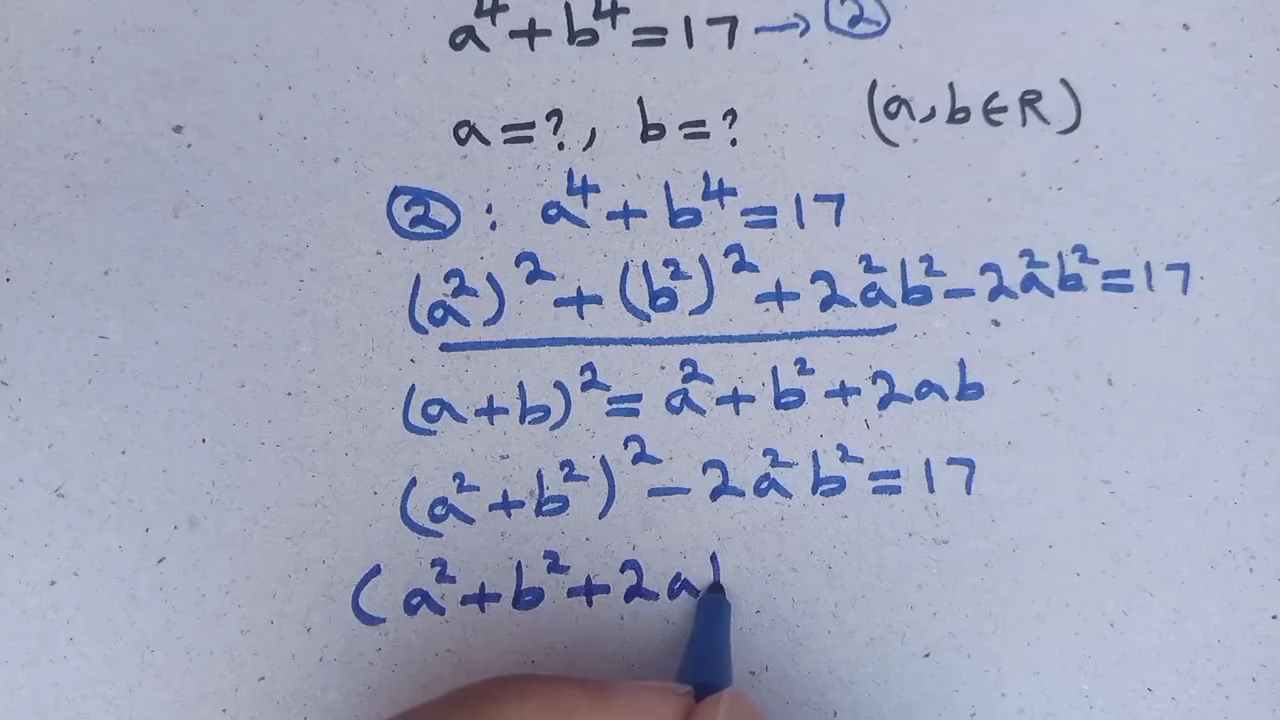 a⁴+b⁴=17→②
a=?, b=? (a,b∈R)
②: a⁴+b⁴=17
(a²)²+(b²)²+2a²b²-2a²b²=17
(a+b)²=a²+b²+2ab
(a²+b²)²-2a²b²=17
(a²+b²+2ab